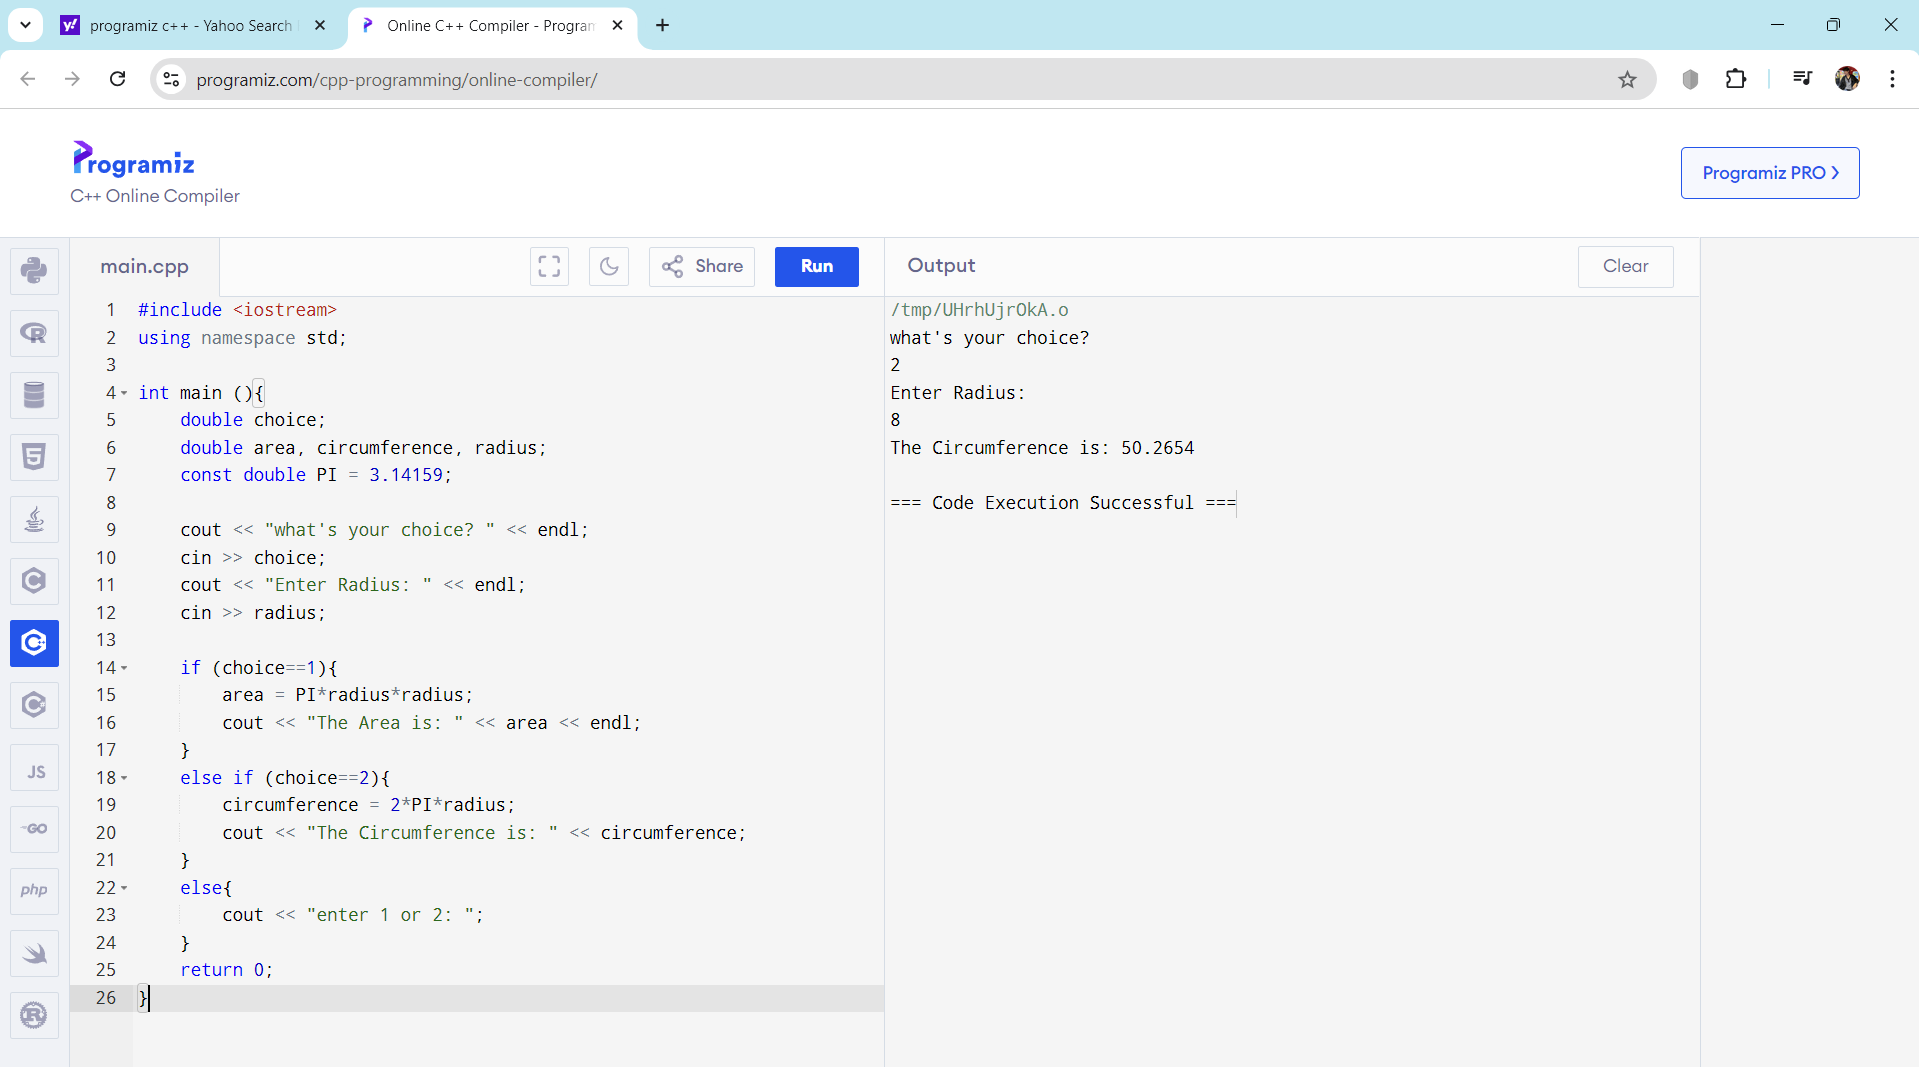 programiz c++ - Yahoo Search
Online C++ Compiler - Program
programiz.com/cpp-programming/online-compiler/
Programiz
C++ Online Compiler
Programiz PRO
main.cpp
Share
Run
Output
Clear
1 #include <iostream>
2 using namespace std;
3
4 int main (){
5     double choice;
6     double area, circumference, radius;
7     const double PI = 3.14159;
8
9     cout << "what's your choice? " << endl;
10     cin >> choice;
11     cout << "Enter Radius: " << endl;
12     cin >> radius;
13
14     if (choice==1){
15         area = PI*radius*radius;
16         cout << "The Area is: " << area << endl;
17     }
18     else if (choice==2){
19         circumference = 2*PI*radius;
20         cout << "The Circumference is: " << circumference;
21     }
22     else{
23         cout << "enter 1 or 2: ";
24     }
25     return 0;
26 }
/tmp/UHrhUjrOkA.o
what's your choice?
2
Enter Radius:
8
The Circumference is: 50.2654
=== Code Execution Successful ===
R
5
C
C++
C#
JS
GO
php
R